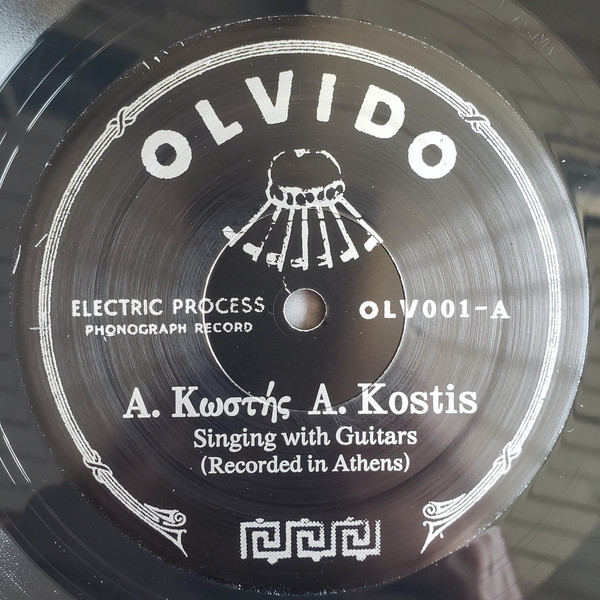 OLVIDO
ELECTRIC PROCESS
PHONOGRAPH RECORD
OLV001-A
Α. Κωστής A. Kostis
Singing with Guitars
(Recorded in Athens)